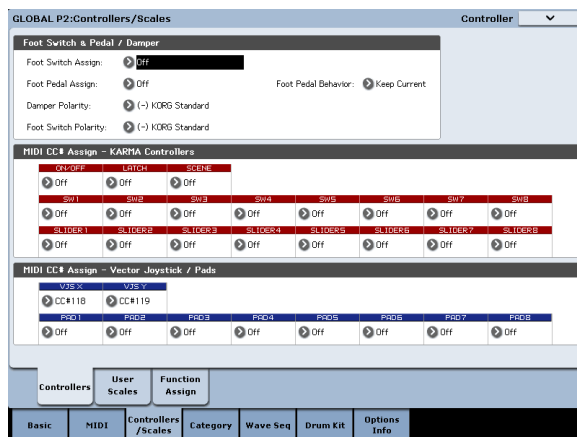 GLOBAL P2:Controllers/Scales Controller
Foot Switch & Pedal / Damper
Foot Switch Assign: Off
Foot Pedal Assign: Off Foot Pedal Behavior: Keep Current
Damper Polarity: (-) KORG Standard
Foot Switch Polarity: (-) KORG Standard
MIDI CC# Assign - KARMA Controllers
ON/OFF LATCH SCENE
Off Off Off
SW1 SW2 SW3 SW4 SW5 SW6 SW7 SW8
Off Off Off Off Off Off Off Off
SLIDER1 SLIDER2 SLIDER3 SLIDER4 SLIDER5 SLIDER6 SLIDER7 SLIDER8
Off Off Off Off Off Off Off Off
MIDI CC# Assign - Vector Joystick / Pads
VJS X VJS Y
CC#118 CC#119
PAD1 PAD2 PAD3 PAD4 PAD5 PAD6 PAD7 PAD8
Off Off Off Off Off Off Off Off
Controllers User Scales Function Assign
Basic MIDI Controllers /Scales Category Wave Seq Drum Kit Options Info